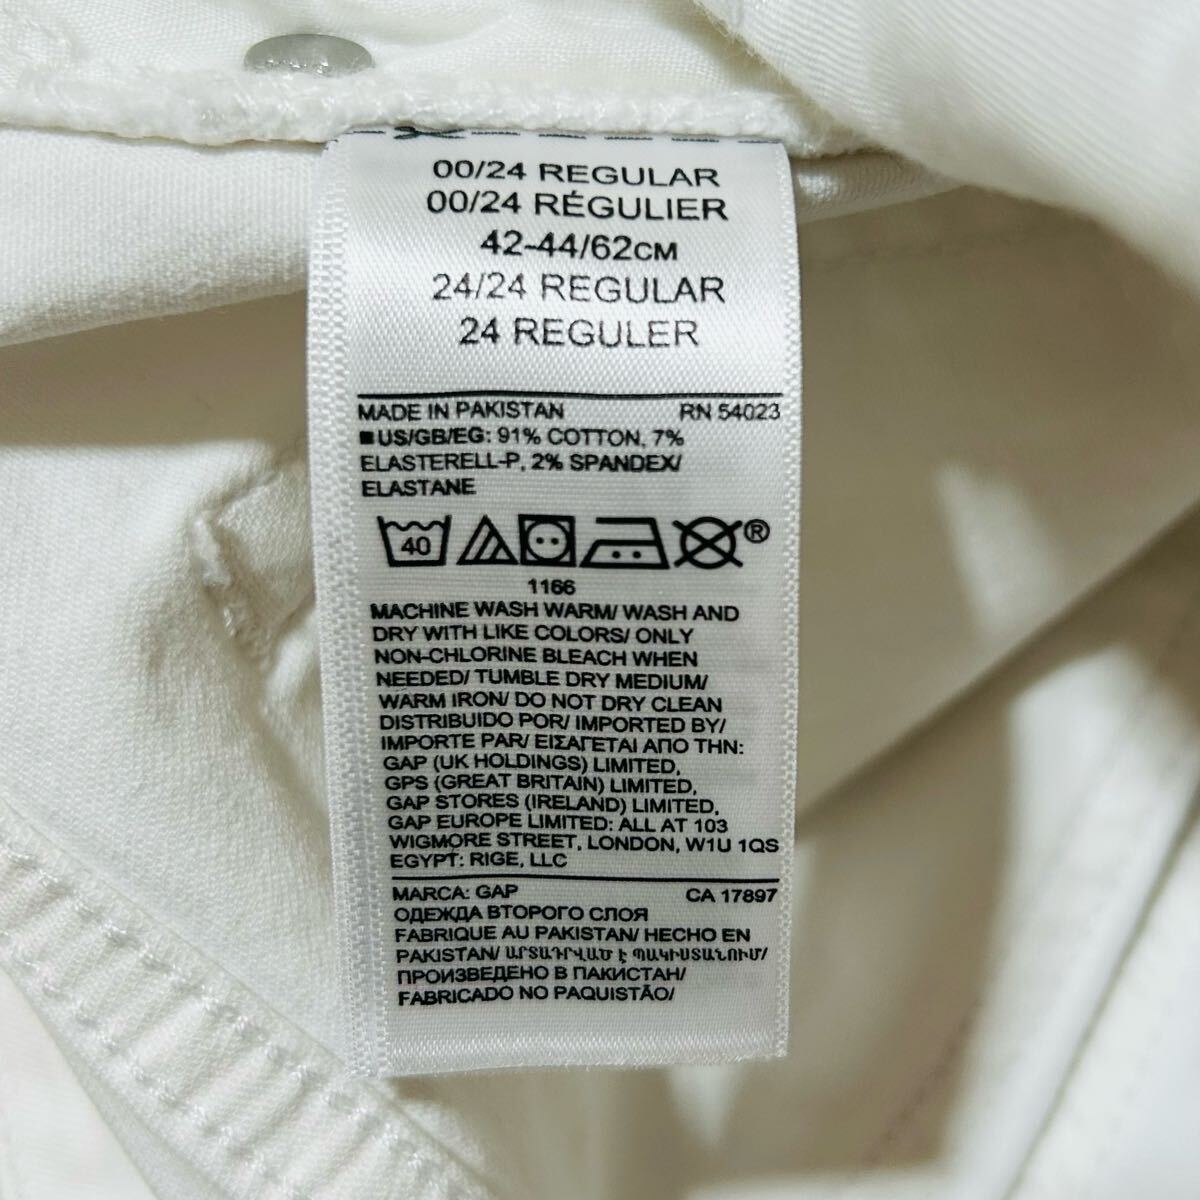 00/24 REGULAR
00/24 RÉGULIER
42-44/62CM
24/24 REGULAR
24 REGULER
MADE IN PAKISTAN RN 54023
■US/GB/EG: 91% COTTON, 7%
ELASTERELL-P, 2% SPANDEX/
ELASTANE
40 ®
1166
MACHINE WASH WARM/ WASH AND
DRY WITH LIKE COLORS/ ONLY
NON-CHLORINE BLEACH WHEN
NEEDED/ TUMBLE DRY MEDIUM/
WARM IRON/ DO NOT DRY CLEAN
DISTRIBUIDO POR/ IMPORTED BY/
IMPORTE PAR/ ΕΙΣΑΓΕΤΑΙ ΑΠΟ ΤΗΝ:
GAP (UK HOLDINGS) LIMITED,
GPS (GREAT BRITAIN) LIMITED,
GAP STORES (IRELAND) LIMITED,
GAP EUROPE LIMITED: ALL AT 103
WIGMORE STREET, LONDON, W1U 1QS
EGYPT: RIGE, LLC
MARCA: GAP CA 17897
ОДЕЖДА ВТОРОГО СЛОЯ
FABRIQUE AU PAKISTAN/ HECHO EN
PAKISTAN/ ԱՐՏԱԴՐՎԱԾ է ՊԱԿԻՍՏԱՆՈՒՄ/
ПРОИЗВЕДЕНО В ПАКИСТАН/
FABRICADO NO PAQUISTÃO/